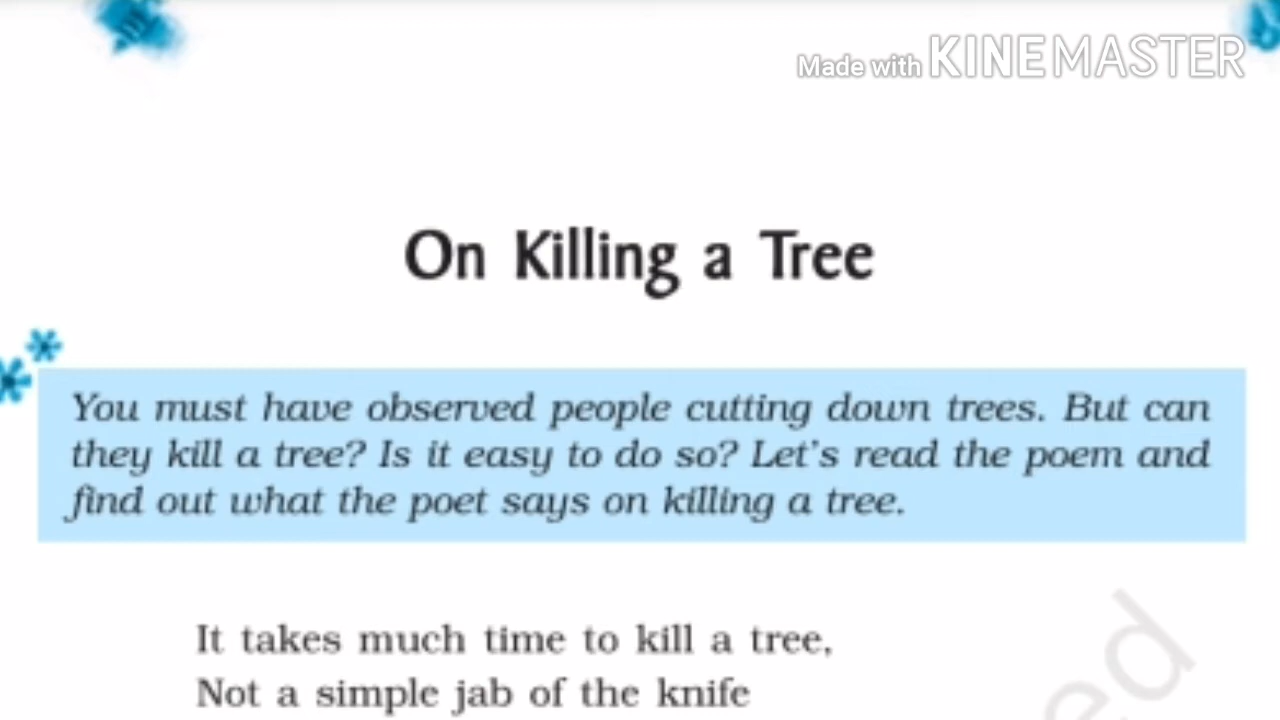 Made with KINEMASTER
On Killing a Tree
You must have observed people cutting down trees. But can
they kill a tree? Is it easy to do so? Let's read the poem and
find out what the poet says on killing a tree.
It takes much time to kill a tree,
Not a simple jab of the knife
ed